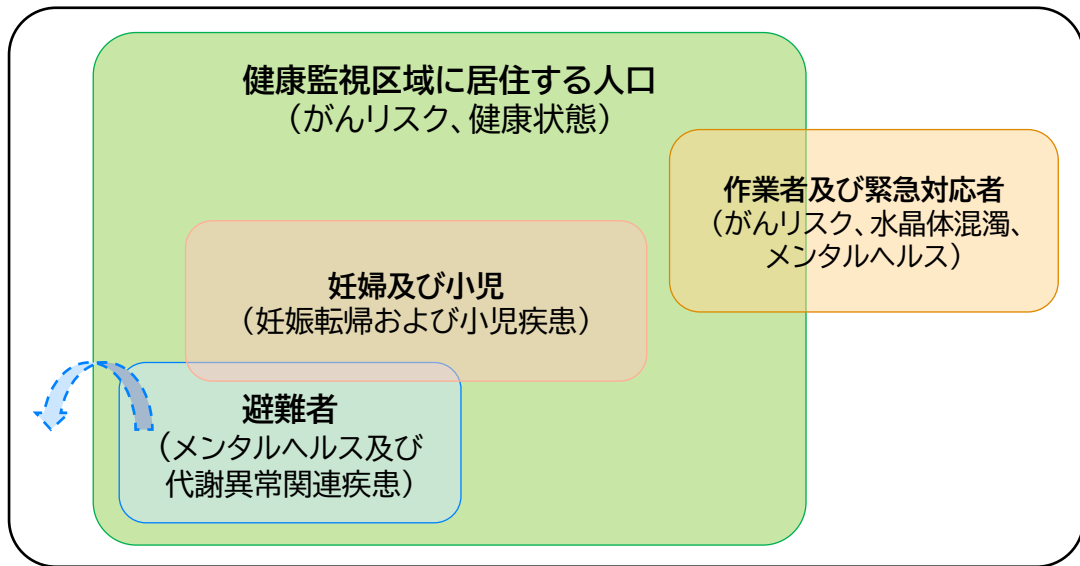 健康監視区域に居住する人口
（がんリスク、健康状態）
作業者及び緊急対応者
（がんリスク、水晶体混濁、
メンタルヘルス）
妊婦及び小児
（妊娠転帰および小児疾患）
避難者
（メンタルヘルス及び
代謝異常関連疾患）